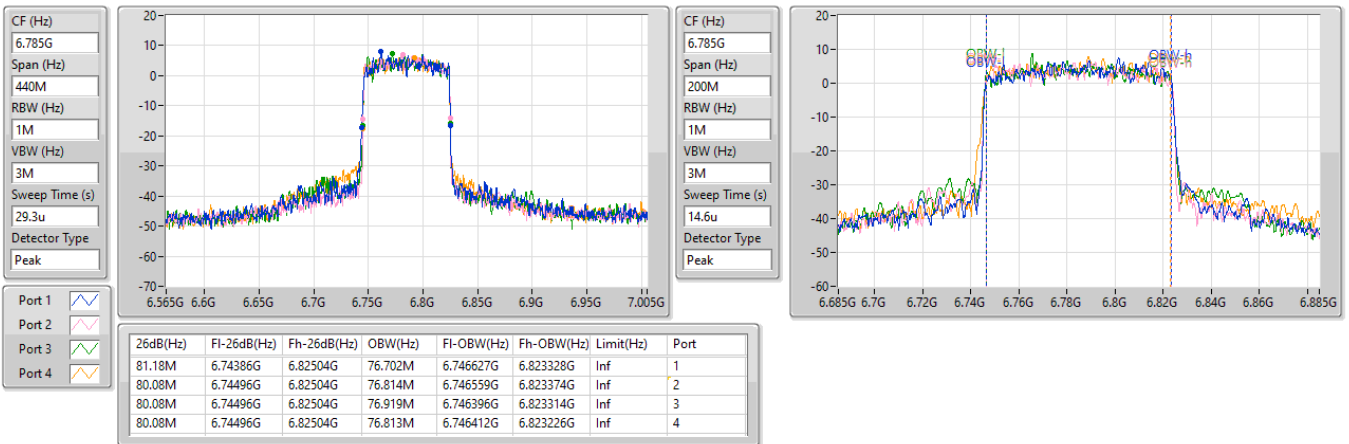 CF (Hz)
6.785G
Span (Hz)
440M
RBW (Hz)
1M
VBW (Hz)
3M
Sweep Time (s)
29.3u
Detector Type
Peak
20-
10-
0-
-10-
-20-
-30-
-40-
-50-
-60-
-70-
6.565G 6.6G 6.65G 6.7G 6.75G 6.8G 6.85G 6.9G 6.95G 7.005G
CF (Hz)
6.785G
Span (Hz)
200M
RBW (Hz)
1M
VBW (Hz)
3M
Sweep Time (s)
14.6u
Detector Type
Peak
20-
10-
0-
-10-
-20-
-30-
-40-
-50-
-60-
OBW-l
OBW-h
6.685G 6.7G 6.72G 6.74G 6.76G 6.78G 6.8G 6.82G 6.84G 6.86G 6.885G
Port 1
Port 2
Port 3
Port 4
26dB(Hz) Fl-26dB(Hz) Fh-26dB(Hz) OBW(Hz) Fl-OBW(Hz) Fh-OBW(Hz) Limit(Hz) Port
81.18M 6.74386G 6.82504G 76.702M 6.746627G 6.823328G Inf 1
80.08M 6.74496G 6.82504G 76.814M 6.746559G 6.823374G Inf 2
80.08M 6.74496G 6.82504G 76.919M 6.746396G 6.823314G Inf 3
80.08M 6.74496G 6.82504G 76.813M 6.746412G 6.823226G Inf 4